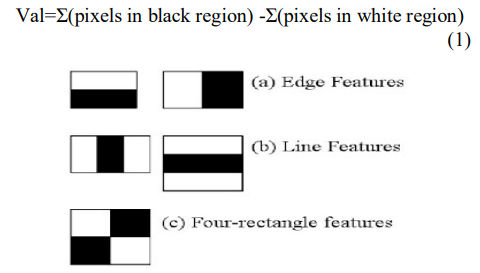 Val=Σ(pixels in black region) -Σ(pixels in white region)
(1)
(a) Edge Features
(b) Line Features
(c) Four-rectangle features